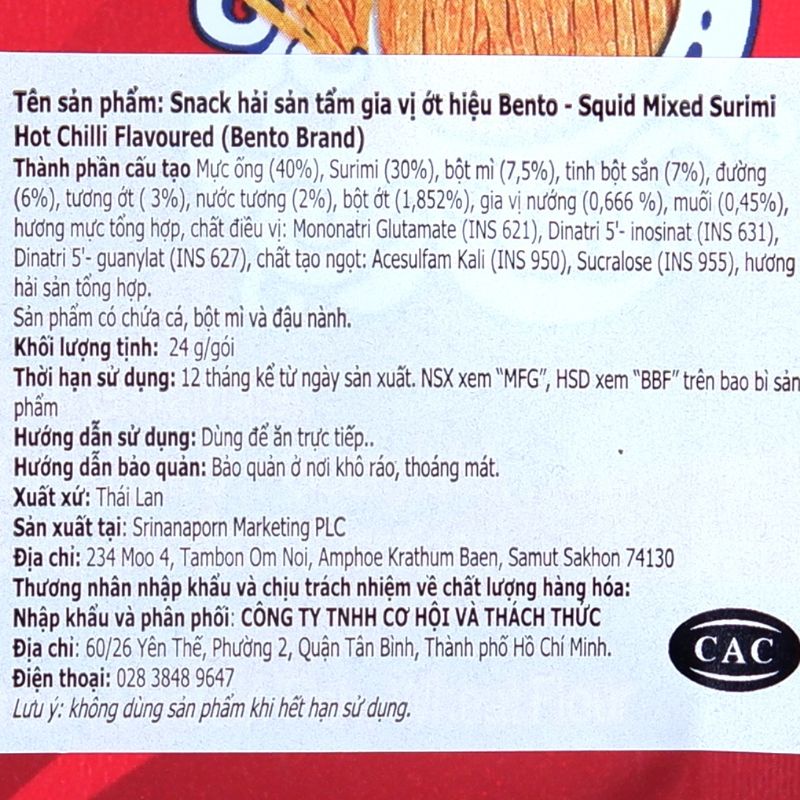 Tên sản phẩm: Snack hải sản tẩm gia vị ớt hiệu Bento - Squid Mixed Surimi
Hot Chilli Flavoured (Bento Brand)
Thành phần cấu tạo Mực ống (40%), Surimi (30%), bột mì (7,5%), tinh bột sắn (7%), đường
(6%), tương ớt ( 3%), nước tương (2%), bột ớt (1,852%), gia vị nướng (0,666 %), muối (0,45%),
hương mực tổng hợp, chất điều vị: Mononatri Glutamate (INS 621), Dinatri 5'- inosinat (INS 631),
Dinatri 5'- guanylat (INS 627), chất tạo ngọt: Acesulfam Kali (INS 950), Sucralose (INS 955), hương
hải sản tổng hợp.
Sản phẩm có chứa cá, bột mì và đậu nành.
Khối lượng tịnh: 24 g/gói
Thời hạn sử dụng: 12 tháng kể từ ngày sản xuất. NSX xem “MFG”, HSD xem “BBF” trên bao bì sản
phẩm
Hướng dẫn sử dụng: Dùng để ăn trực tiếp..
Hướng dẫn bảo quản: Bảo quản ở nơi khô ráo, thoáng mát.
Xuất xứ: Thái Lan
Sản xuất tại: Srinanaporn Marketing PLC
Địa chỉ: 234 Moo 4, Tambon Om Noi, Amphoe Krathum Baen, Samut Sakhon 74130
Thương nhân nhập khẩu và chịu trách nhiệm về chất lượng hàng hóa:
Nhập khẩu và phân phối: CÔNG TY TNHH CƠ HỘI VÀ THÁCH THỨC
Địa chỉ: 60/26 Yên Thế, Phường 2, Quận Tân Bình, Thành phố Hồ Chí Minh.
CAC
Điện thoại: 028 3848 9647
Lưu ý: không dùng sản phẩm khi hết hạn sử dụng.